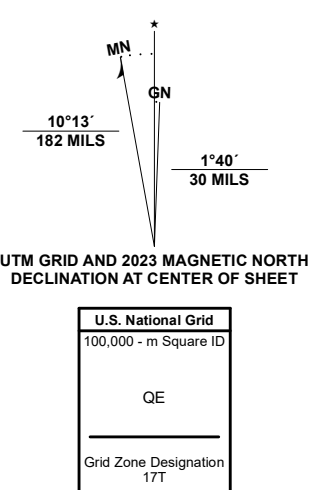 ★
MN
GN
10°13´
182 MILS
1°40´
30 MILS
UTM GRID AND 2023 MAGNETIC NORTH
DECLINATION AT CENTER OF SHEET
U.S. National Grid
100,000 - m Square ID
QE
Grid Zone Designation
17T